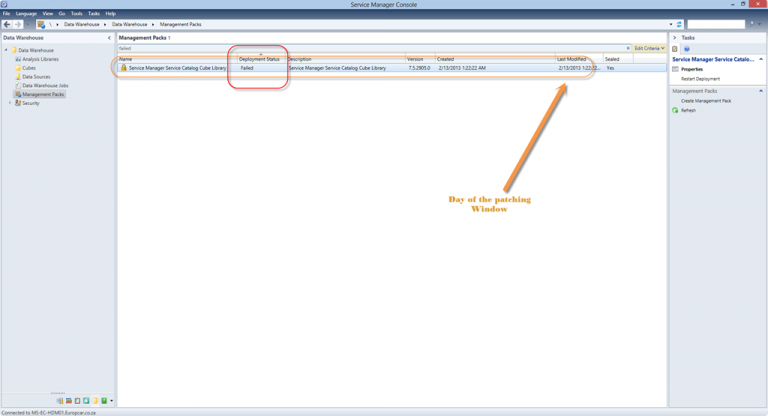 Service Manager Console
File Language View Go Tools Tasks Help
\ Data Warehouse Data Warehouse Management Packs
Data Warehouse
Data Warehouse
Analysis Libraries
Cubes
Data Sources
Data Warehouse Jobs
Management Packs
Security
Management Packs 1
failed
Edit Criteria
Name Deployment Status Description Version Created Last Modified Sealed
Service Manager Service Catalog Cube Library Failed Service Manager Service Catalog Cube Library 7.5.2905.0 2/13/2013 1:22:22 AM 2/13/2013 1:22:2... Yes
Day of the patching
Window
Tasks
Service Manager Service Catalo...
Properties
Restart Deployment
Management Packs
Create Management Pack
Refresh
Connected to MS-EC-HDM01.Europcar.co.za